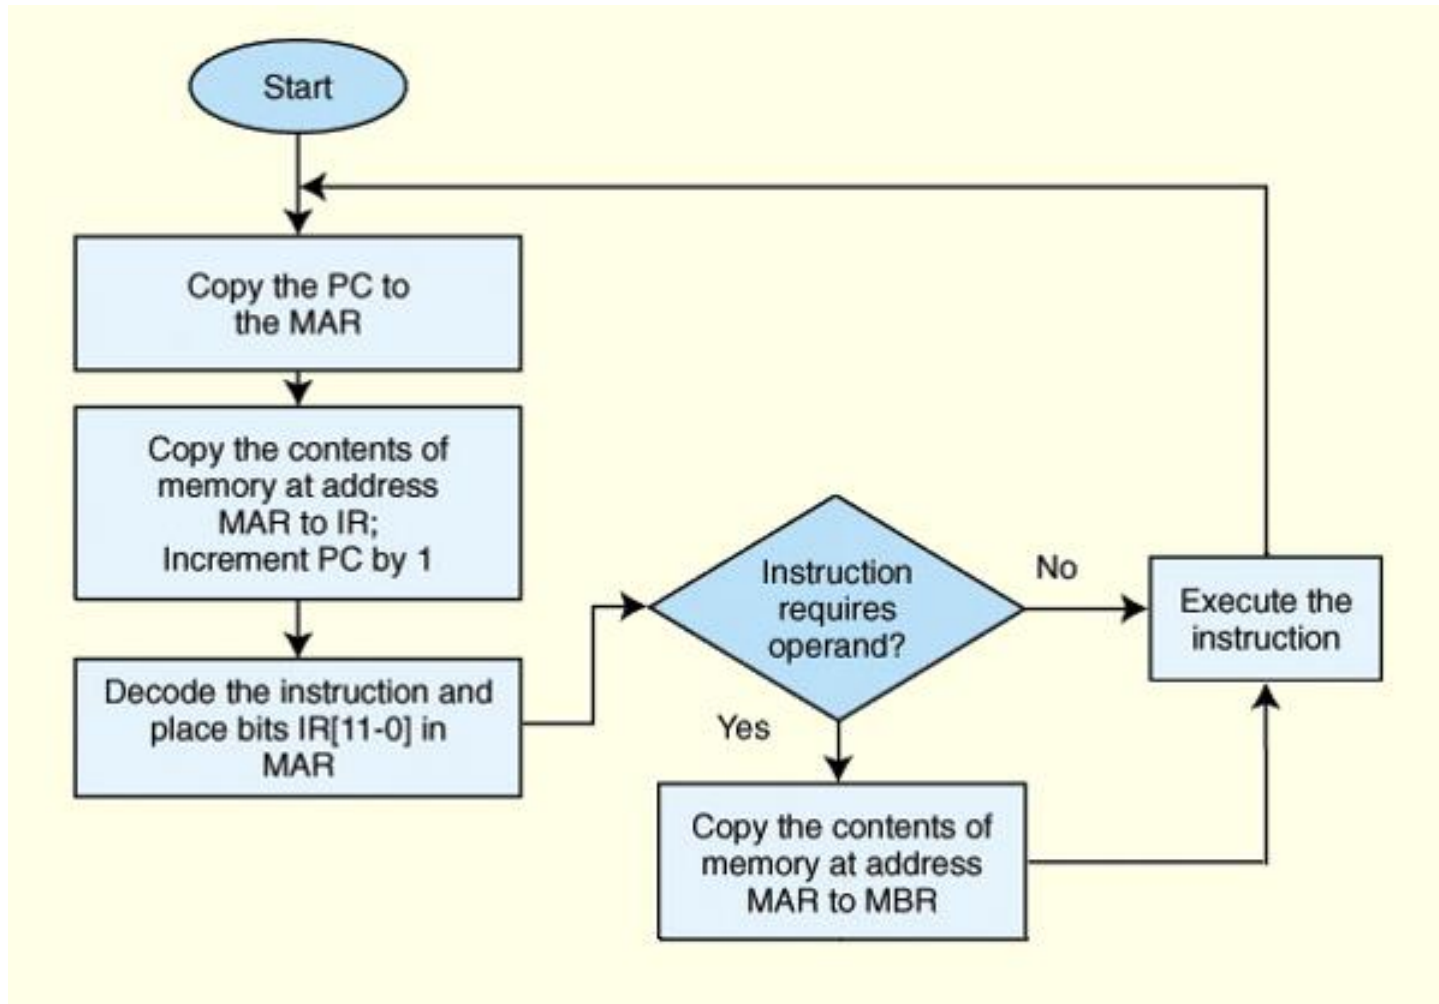 Start
Copy the PC to
the MAR
Copy the contents of
memory at address
MAR to IR;
Increment PC by 1
Decode the instruction and
place bits IR[11-0] in
MAR
Instruction
requires
operand?
No
Execute the
instruction
Yes
Copy the contents of
memory at address
MAR to MBR